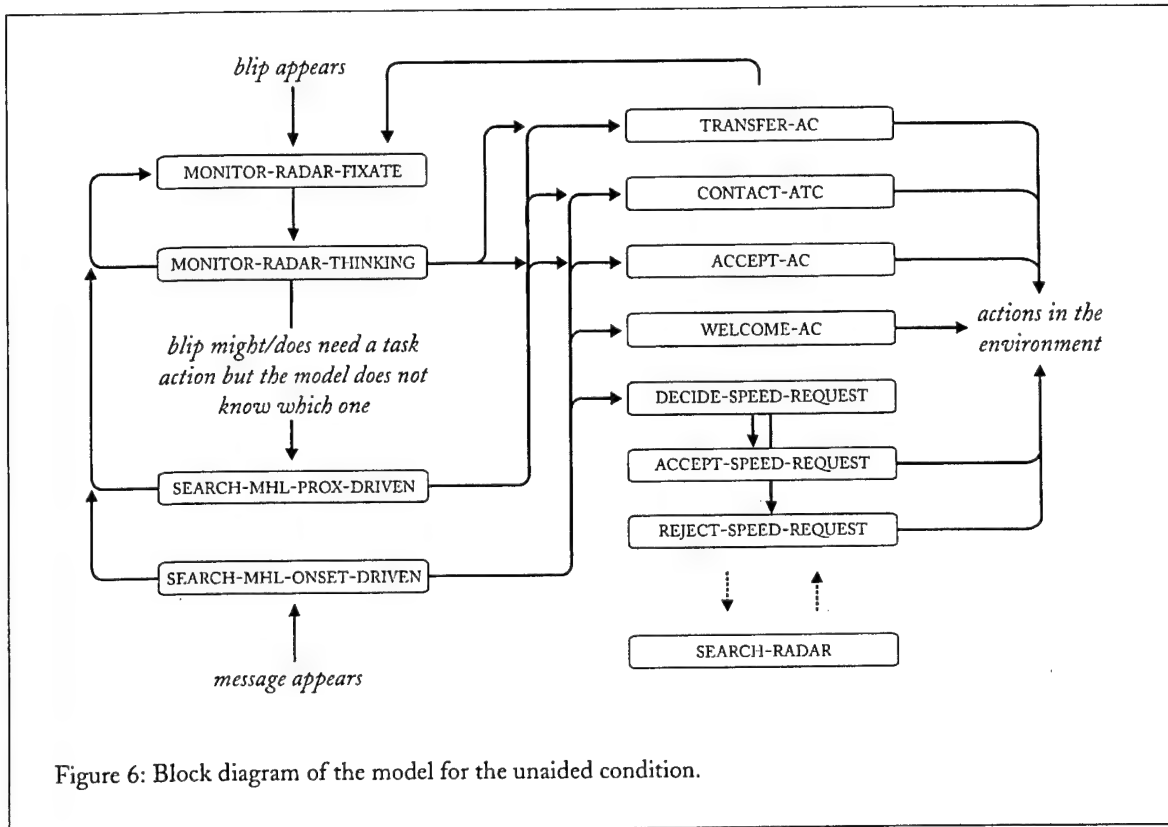 blip appears
MONITOR-RADAR-FIXATE
MONITOR-RADAR-THINKING
blip might/does need a task
action but the model does not
know which one
SEARCH-MHL-PROX-DRIVEN
SEARCH-MHL-ONSET-DRIVEN
message appears
TRANSFER-AC
CONTACT-ATC
ACCEPT-AC
WELCOME-AC
DECIDE-SPEED-REQUEST
ACCEPT-SPEED-REQUEST
REJECT-SPEED-REQUEST
SEARCH-RADAR
actions in the
environment
Figure 6: Block diagram of the model for the unaided condition.